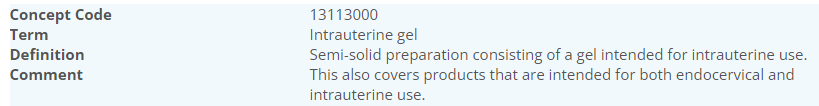 Concept Code 13113000
Term Intrauterine gel
Definition Semi-solid preparation consisting of a gel intended for intrauterine use.
Comment This also covers products that are intended for both endocervical and
intrauterine use.